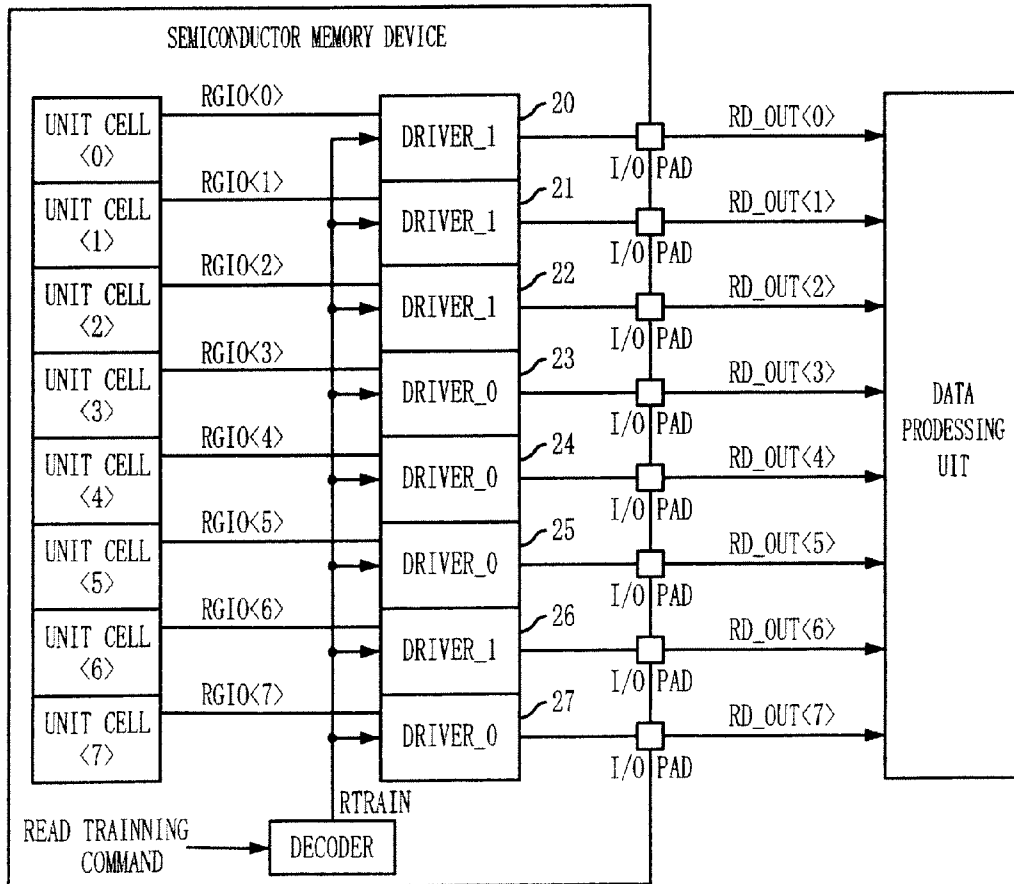 SEMICONDUCTOR MEMORY DEVICE
RGIO<0>
UNIT CELL
<0>
DRIVER_1
20
I/O PAD
RD_OUT<0>
RGIO<1>
UNIT CELL
<1>
DRIVER_1
21
I/O PAD
RD_OUT<1>
RGIO<2>
UNIT CELL
<2>
DRIVER_1
22
I/O PAD
RD_OUT<2>
RGIO<3>
UNIT CELL
<3>
DRIVER_0
23
I/O PAD
RD_OUT<3>
RGIO<4>
UNIT CELL
<4>
DRIVER_0
24
I/O PAD
RD_OUT<4>
RGIO<5>
UNIT CELL
<5>
DRIVER_0
25
I/O PAD
RD_OUT<5>
RGIO<6>
UNIT CELL
<6>
DRIVER_1
26
I/O PAD
RD_OUT<6>
RGIO<7>
UNIT CELL
<7>
DRIVER_0
27
I/O PAD
RD_OUT<7>
DATA
PRODESSING
UIT
RTRAIN
READ TRAINNING
COMMAND
DECODER